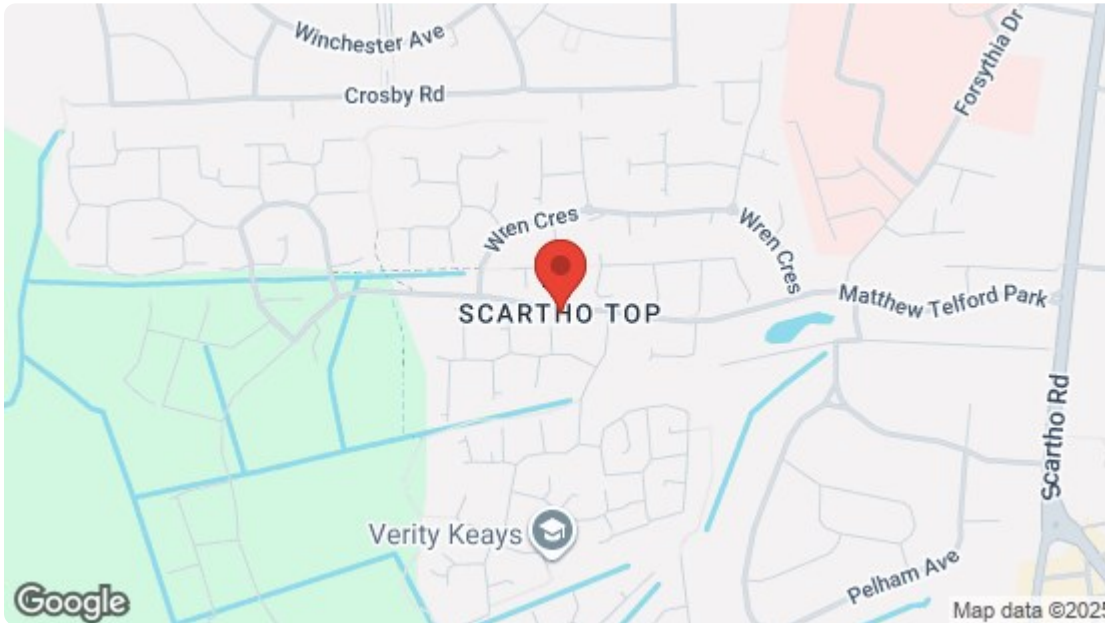 Winchester Ave
Crosby Rd
Forsythia Dr
Wren Cres
Wren Cres
Matthew Telford Park
SCARTHO TOP
Scartho Rd
Verity Keays
Pelham Ave
Google
Map data ©2025